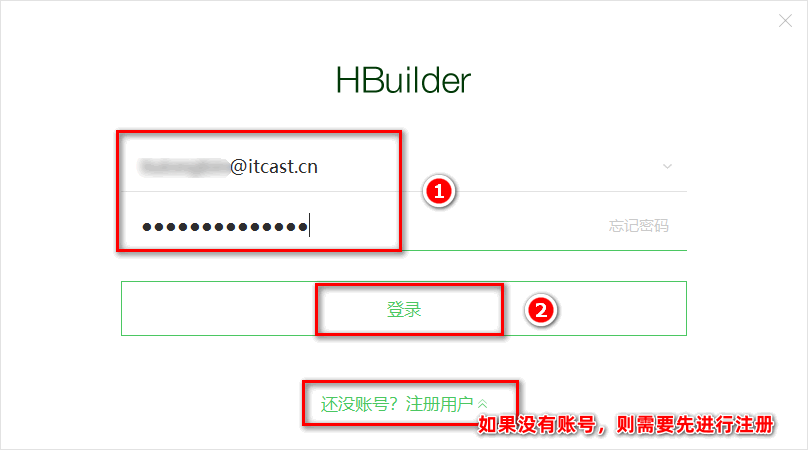 HBuilder
@itcast.cn
1
忘记密码
登录
2
还没账号？注册用户
如果没有账号，则需要先进行注册